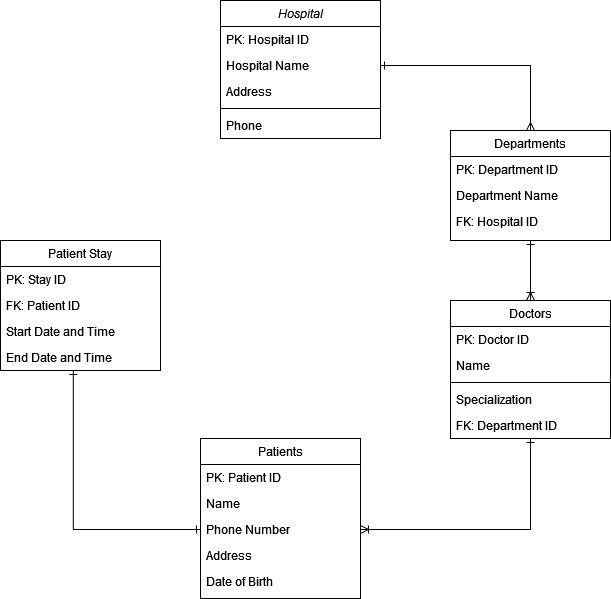 Hospital
PK: Hospital ID
Hospital Name
Address
Phone
Departments
PK: Department ID
Department Name
FK: Hospital ID
Patient Stay
PK: Stay ID
FK: Patient ID
Start Date and Time
End Date and Time
Doctors
PK: Doctor ID
Name
Specialization
FK: Department ID
Patients
PK: Patient ID
Name
Phone Number
Address
Date of Birth